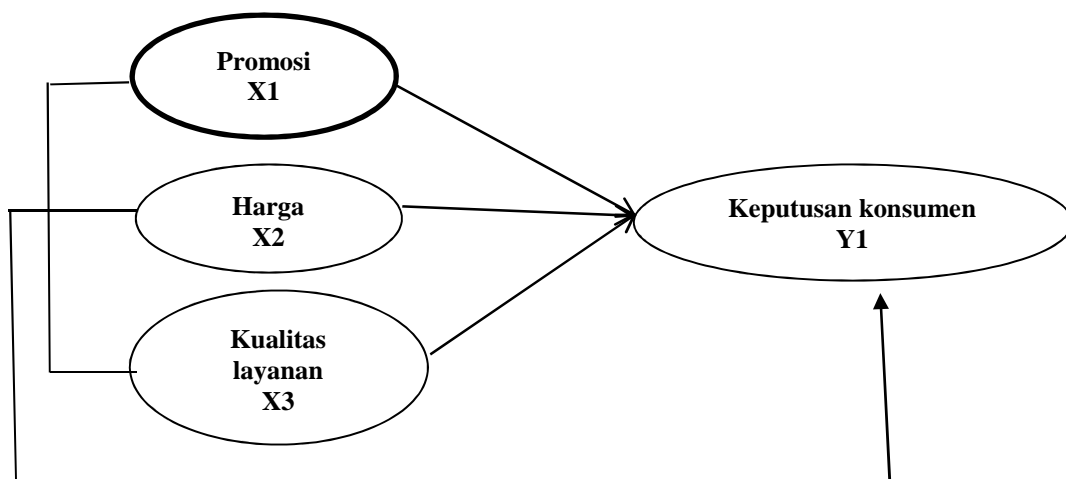 Promosi
X1
Harga
X2
Keputusan konsumen
Y1
Kualitas
layanan
X3